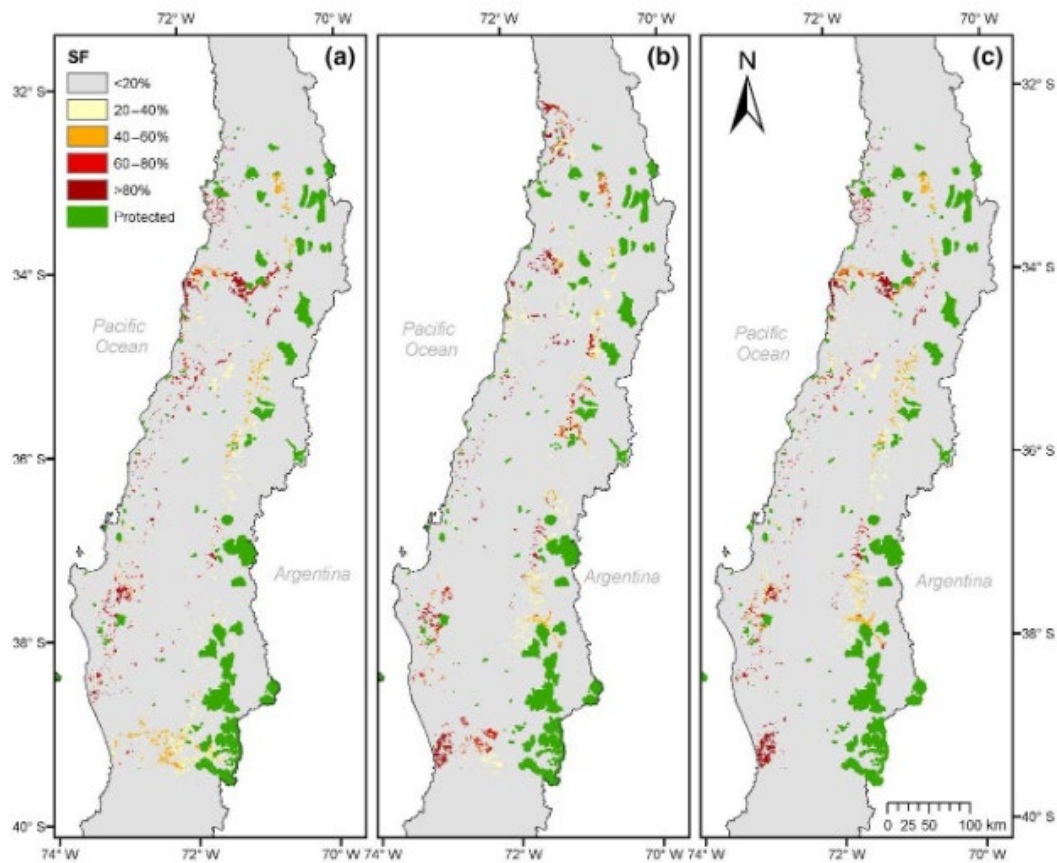 72° W 70° W
72° W 70° W
72° W 70° W
(a)
(b)
(c)
SF
<20%
20–40%
40–60%
60–80%
>80%
Protected
N
32° S
34° S
36° S
38° S
40° S
32° S
34° S
36° S
38° S
40° S
Pacific
Ocean
Pacific
Ocean
Pacific
Ocean
Argentina
Argentina
Argentina
0 25 50 100 km
74° W 72° W 70° W
74° W 72° W 70° W
74° W 72° W 70° W